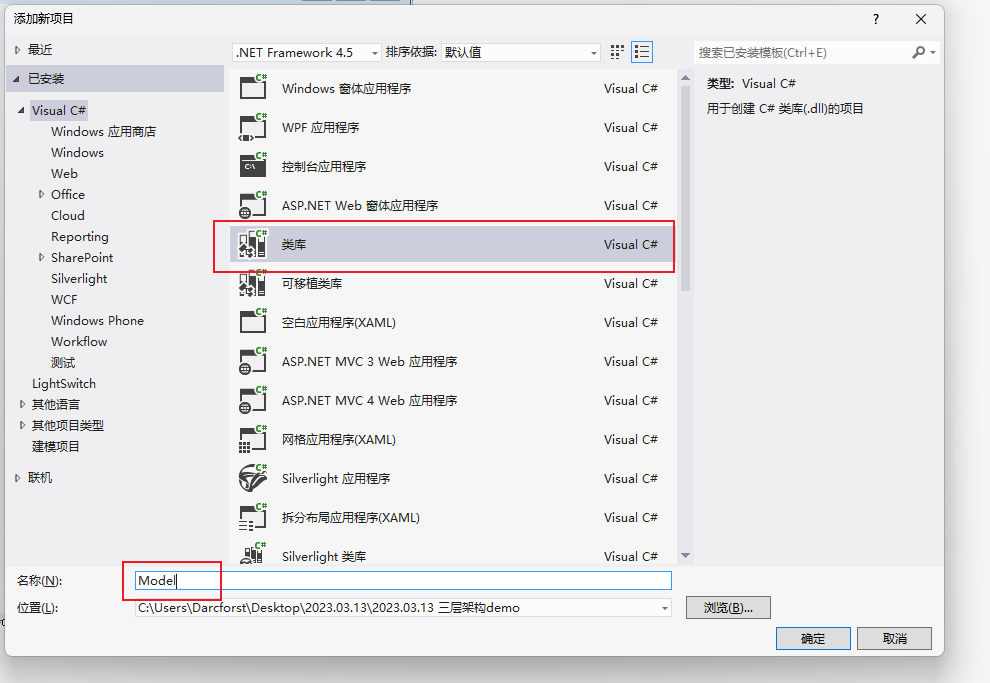 添加新项目
?
最近
已安装
Visual C#
Windows 应用商店
Windows
Web
Office
Cloud
Reporting
SharePoint
Silverlight
WCF
Windows Phone
Workflow
测试
LightSwitch
其他语言
其他项目类型
建模项目
联机
.NET Framework 4.5 排序依据: 默认值
Windows 窗体应用程序 Visual C#
WPF 应用程序 Visual C#
控制台应用程序 Visual C#
ASP.NET Web 窗体应用程序 Visual C#
类库 Visual C#
可移植类库 Visual C#
空白应用程序(XAML) Visual C#
ASP.NET MVC 3 Web 应用程序 Visual C#
ASP.NET MVC 4 Web 应用程序 Visual C#
网格应用程序(XAML) Visual C#
Silverlight 应用程序 Visual C#
拆分布局应用程序(XAML) Visual C#
Silverlight 类库 Visual C#
搜索已安装模板(Ctrl+E)
类型: Visual C#
用于创建 C# 类库(.dll)的项目
名称(N): Model
位置(L): C:\Users\Darcforst\Desktop\2023.03.13\2023.03.13 三层架构demo
浏览(B)...
确定 取消